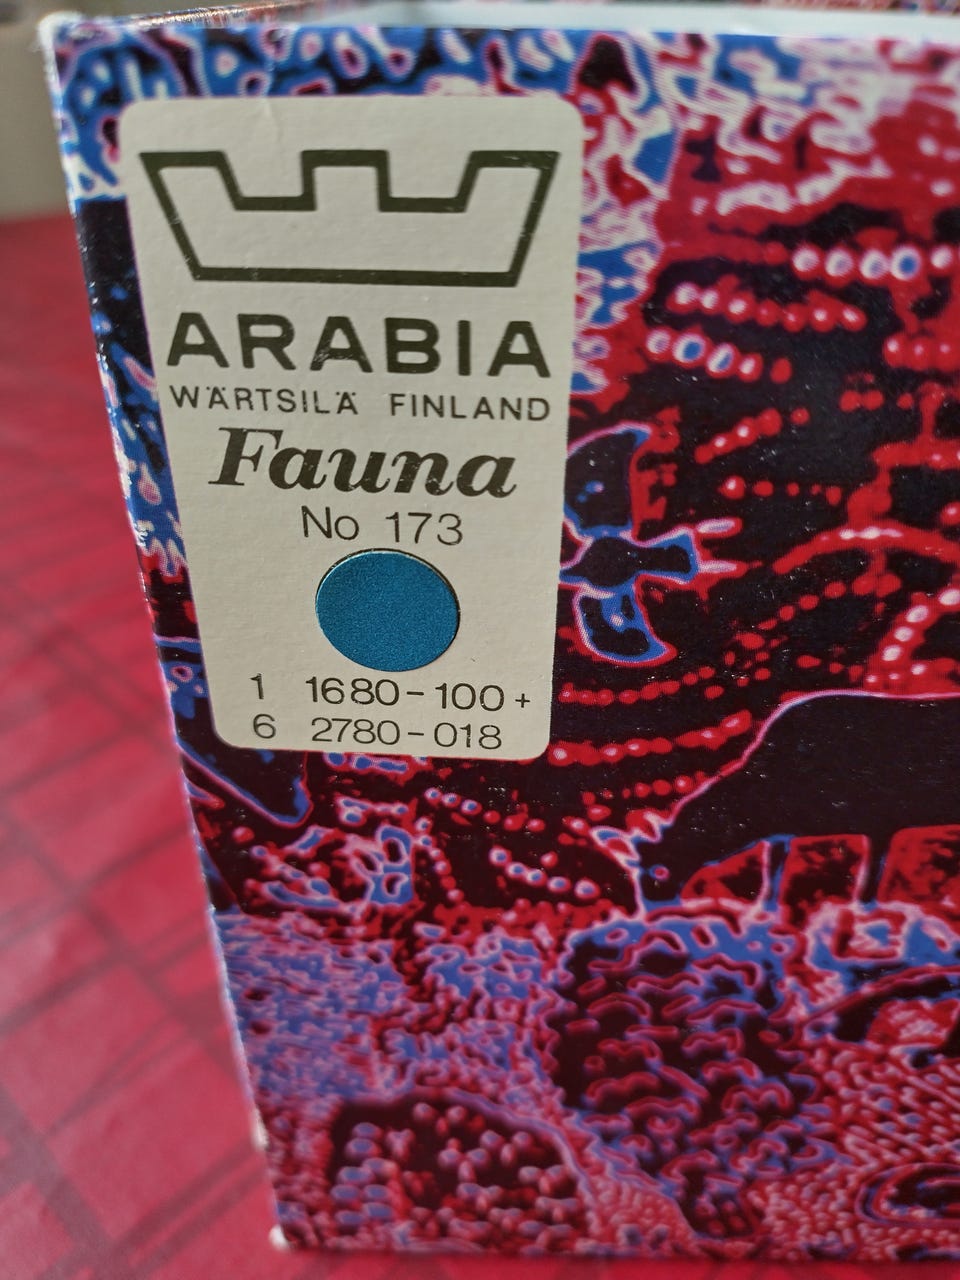 ARABIA
WÄRTSILÄ FINLAND
Fauna
No 173
1 1680-100+
6 2780-018